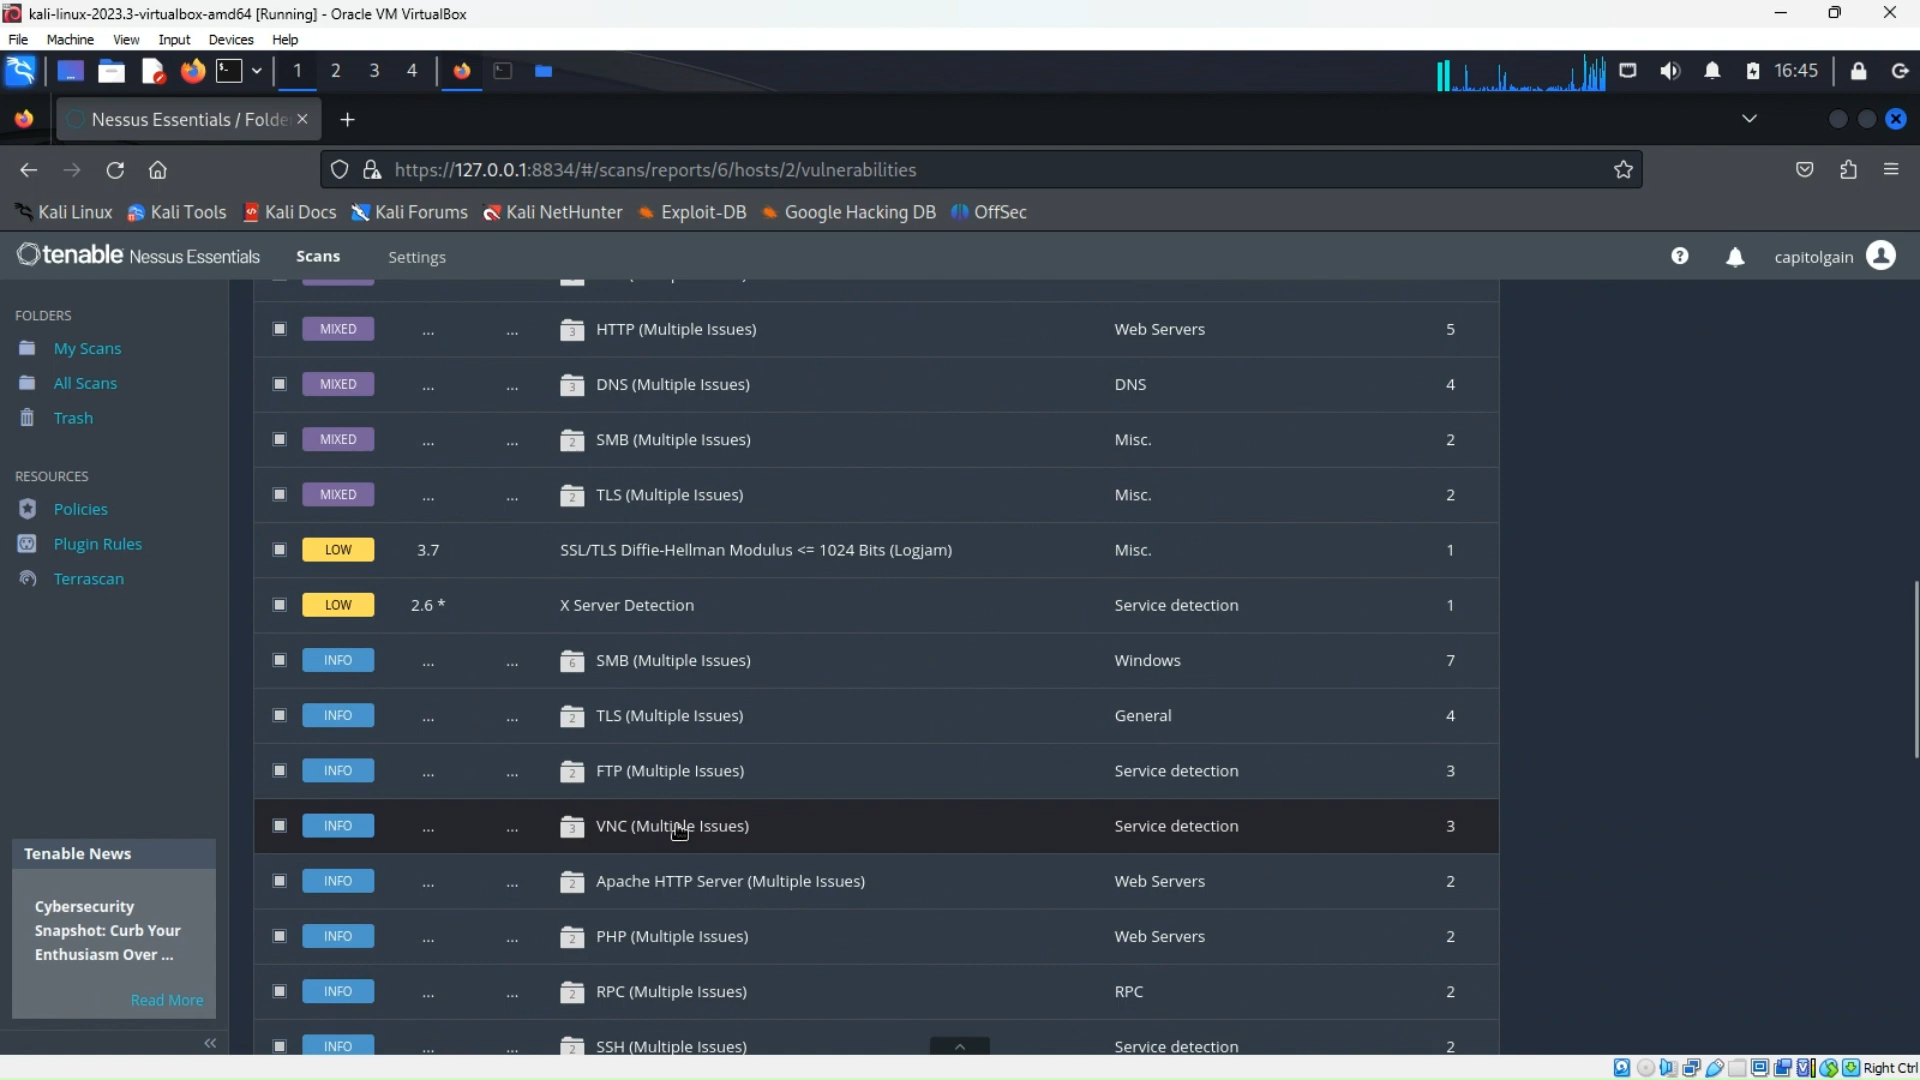 kali-linux-2023.3-virtualbox-amd64 [Running] - Oracle VM VirtualBox
File Machine View Input Devices Help
1 2 3 4 16:45
Nessus Essentials / Folde
https://127.0.0.1:8834/#/scans/reports/6/hosts/2/vulnerabilities
Kali Linux Kali Tools Kali Docs Kali Forums Kali NetHunter Exploit-DB Google Hacking DB OffSec
tenable Nessus Essentials Scans Settings capitolgain
FOLDERS
My Scans
All Scans
Trash
RESOURCES
Policies
Plugin Rules
Terrascan
Tenable News
Cybersecurity
Snapshot: Curb Your
Enthusiasm Over ...
Read More
MIXED ... ... 3 HTTP (Multiple Issues) Web Servers 5
MIXED ... ... 3 DNS (Multiple Issues) DNS 4
MIXED ... ... 2 SMB (Multiple Issues) Misc. 2
MIXED ... ... 2 TLS (Multiple Issues) Misc. 2
LOW 3.7 SSL/TLS Diffie-Hellman Modulus <= 1024 Bits (Logjam) Misc. 1
LOW 2.6 * X Server Detection Service detection 1
INFO ... ... 6 SMB (Multiple Issues) Windows 7
INFO ... ... 2 TLS (Multiple Issues) General 4
INFO ... ... 2 FTP (Multiple Issues) Service detection 3
INFO ... ... 3 VNC (Multiple Issues) Service detection 3
INFO ... ... 2 Apache HTTP Server (Multiple Issues) Web Servers 2
INFO ... ... 2 PHP (Multiple Issues) Web Servers 2
INFO ... ... 2 RPC (Multiple Issues) RPC 2
INFO ... ... 2 SSH (Multiple Issues) Service detection 2
Right Ctrl